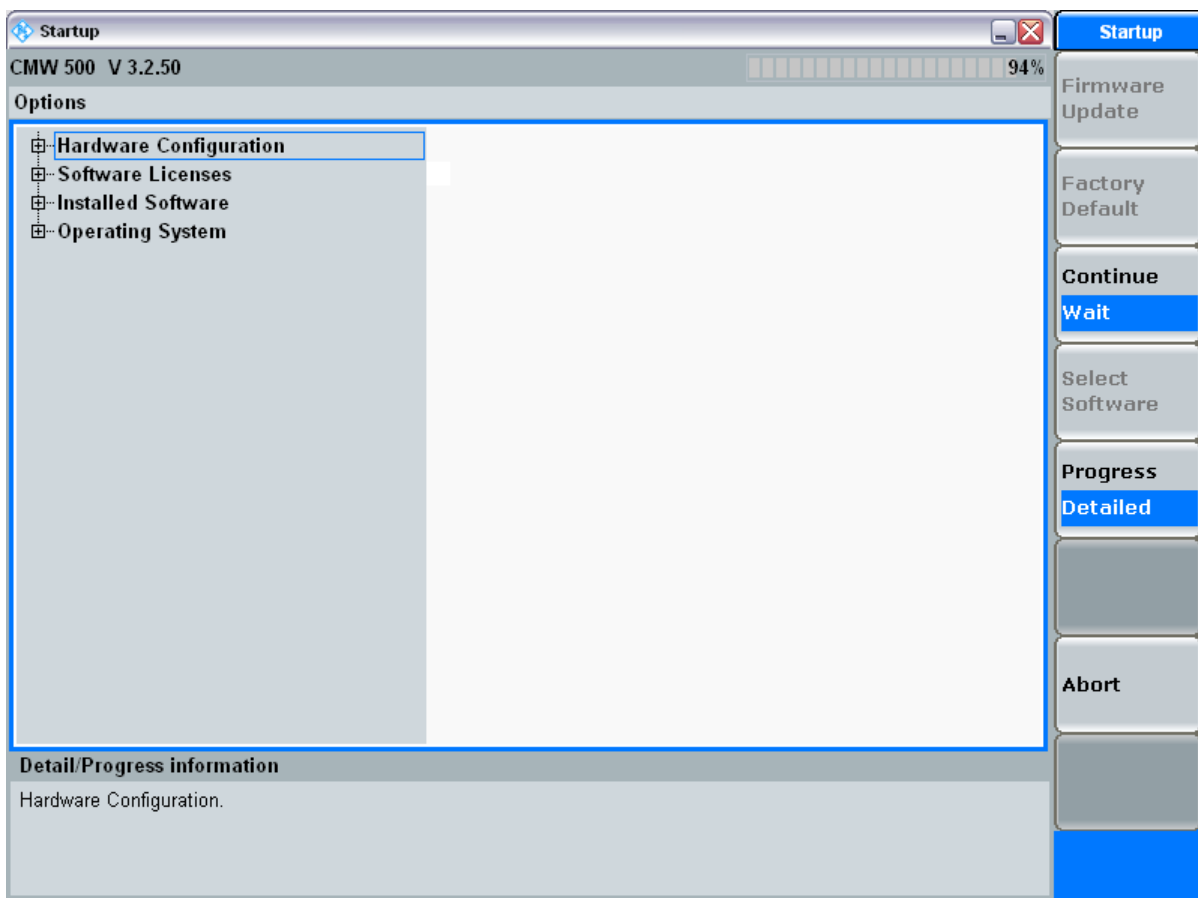 Startup
Startup
CMW 500 V 3.2.50
94%
Options
Hardware Configuration
Software Licenses
Installed Software
Operating System
Firmware
Update
Factory
Default
Continue
Wait
Select
Software
Progress
Detailed
Abort
Detail/Progress information
Hardware Configuration.